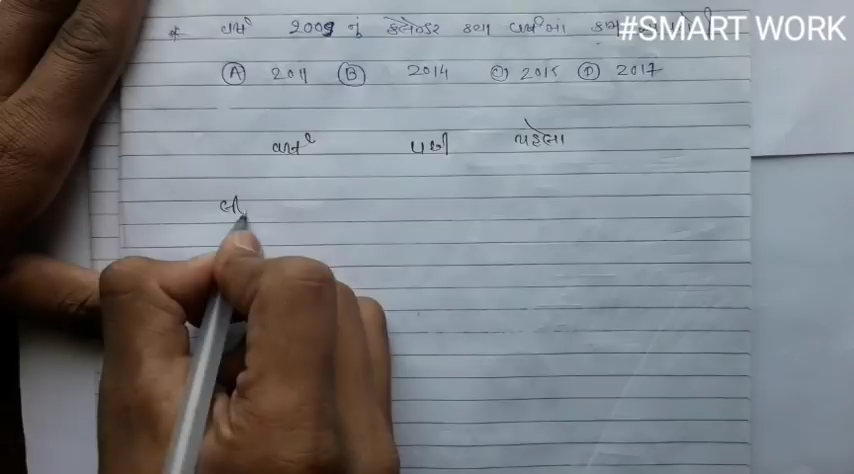 #SMART WORK
* વર્ષ 2009 નું કેલેન્ડર કયા વર્ષમાં કામ
(A) 2011 (B) 2014 (C) 2015 (D) 2017
વર્ષ પછી પહેલા
લી